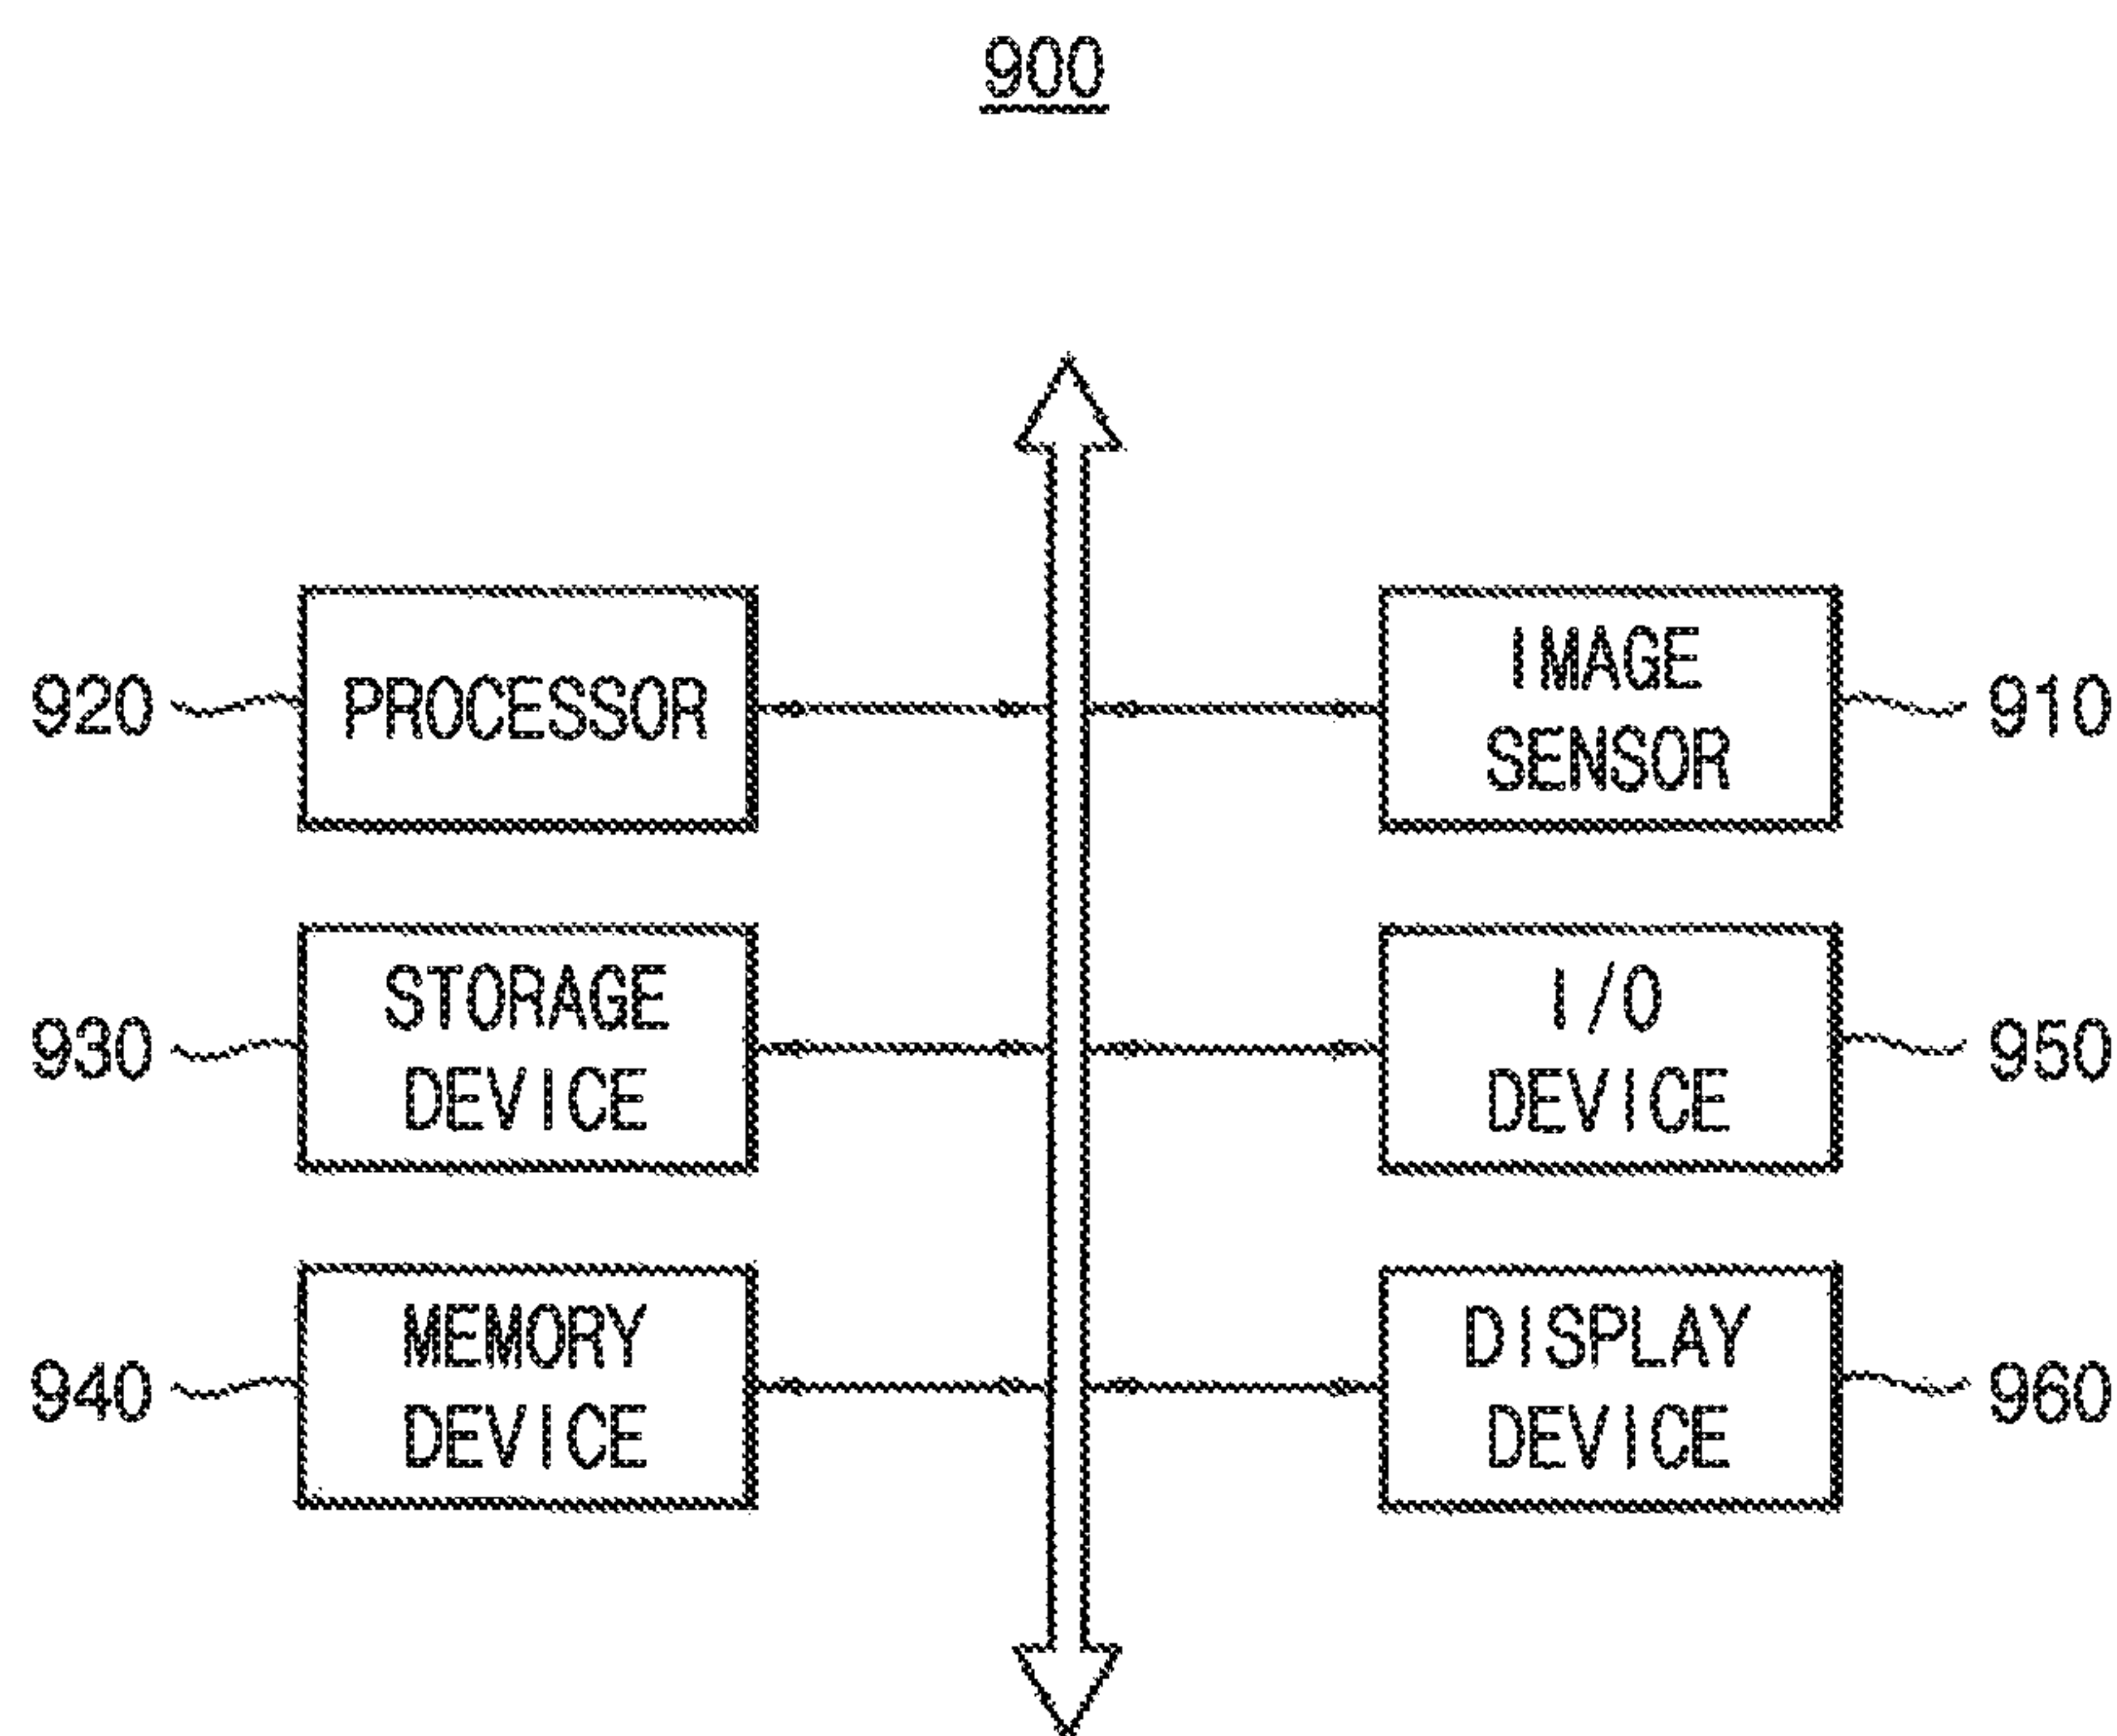 900
920
PROCESSOR
IMAGE
SENSOR
910
930
STORAGE
DEVICE
I/O
DEVICE
950
940
MEMORY
DEVICE
DISPLAY
DEVICE
960